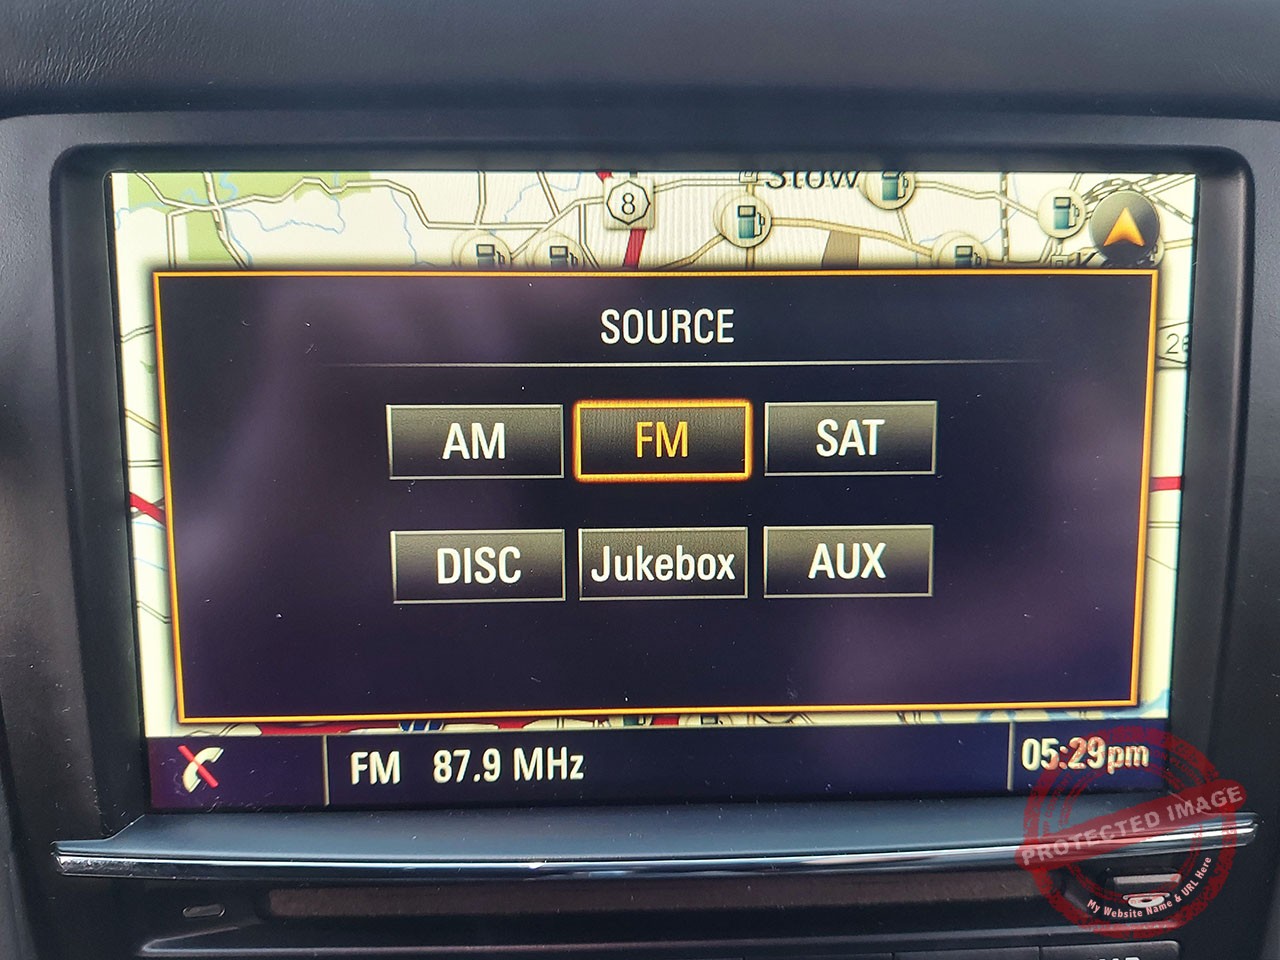 Stow
8
2
SOURCE
AM FM SAT
DISC Jukebox AUX
FM 87.9 MHz 05:29pm
PROTECTED IMAGE
My Website Name & URL Here